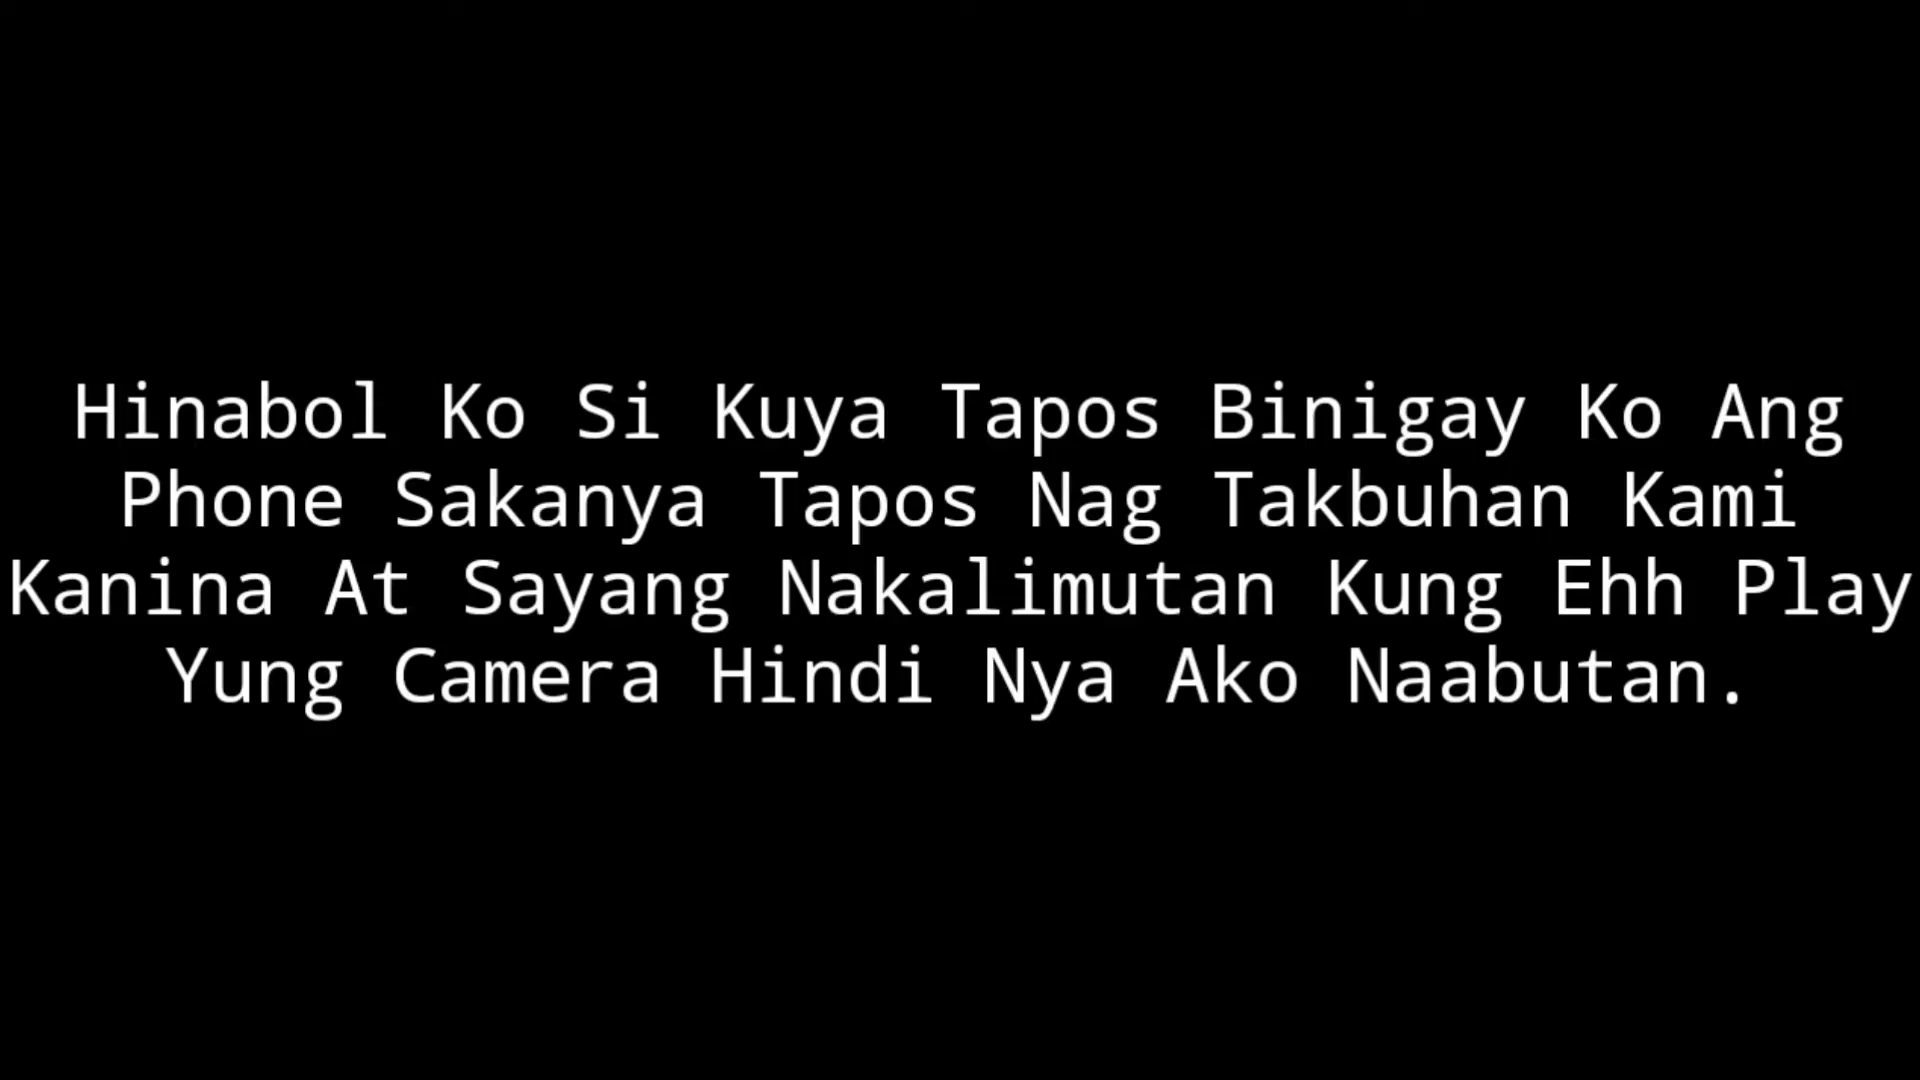 Hinabol Ko Si Kuya Tapos Binigay Ko Ang
Phone Sakanya Tapos Nag Takbuhan Kami
Kanina At Sayang Nakalimutan Kung Ehh Play
Yung Camera Hindi Nya Ako Naabutan.